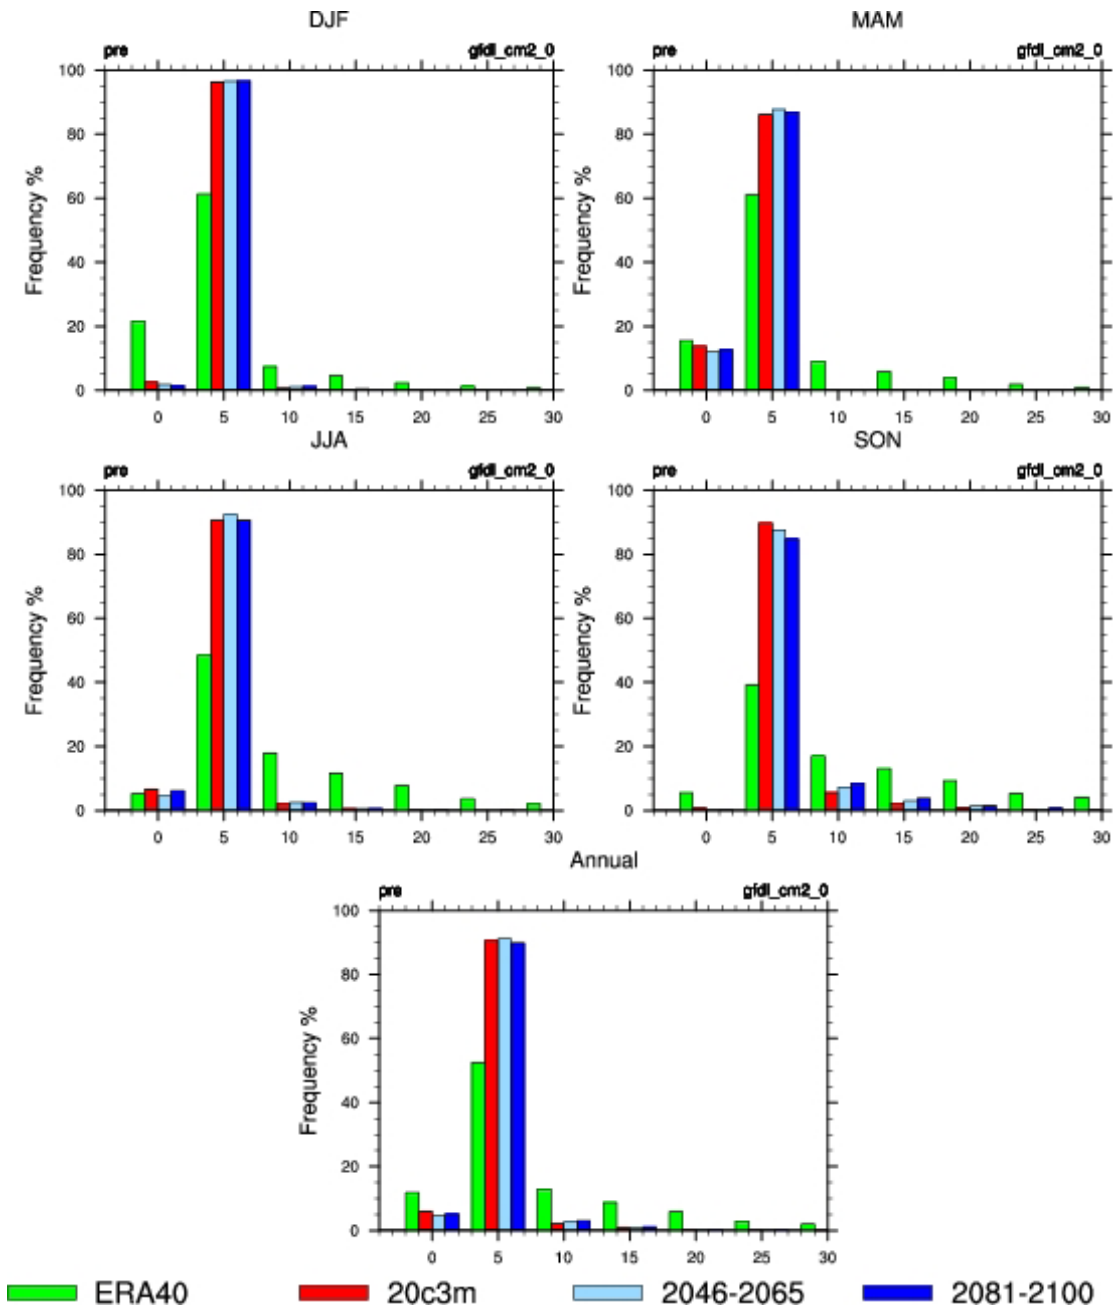 DJF MAM
pre gfdl_cm2_0 pre gfdl_cm2_0
100 100
80 80
60 60
Frequency % Frequency %
40 40
20 20
0 0
0 5 10 15 20 25 30 0 5 10 15 20 25 30
JJA SON
pre gfdl_cm2_0 pre gfdl_cm2_0
100 100
80 80
60 60
Frequency % Frequency %
40 40
20 20
0 0
0 5 10 15 20 25 30 0 5 10 15 20 25 30
Annual
pre gfdl_cm2_0
100
80
60
Frequency %
40
20
0
0 5 10 15 20 25 30
ERA40 20c3m 2046-2065 2081-2100